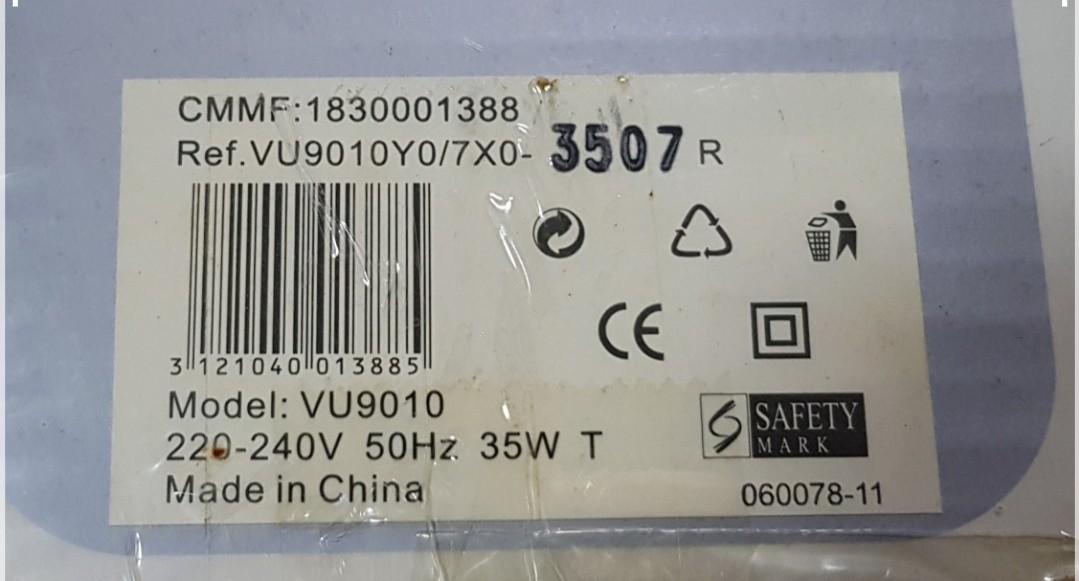 CMMF:1830001388
Ref.VU9010Y0/7X0- 3507 R
3 121040 013885
CE
Model: VU9010
220-240V 50Hz 35W T
SAFETY
MARK
Made in China
060078-11